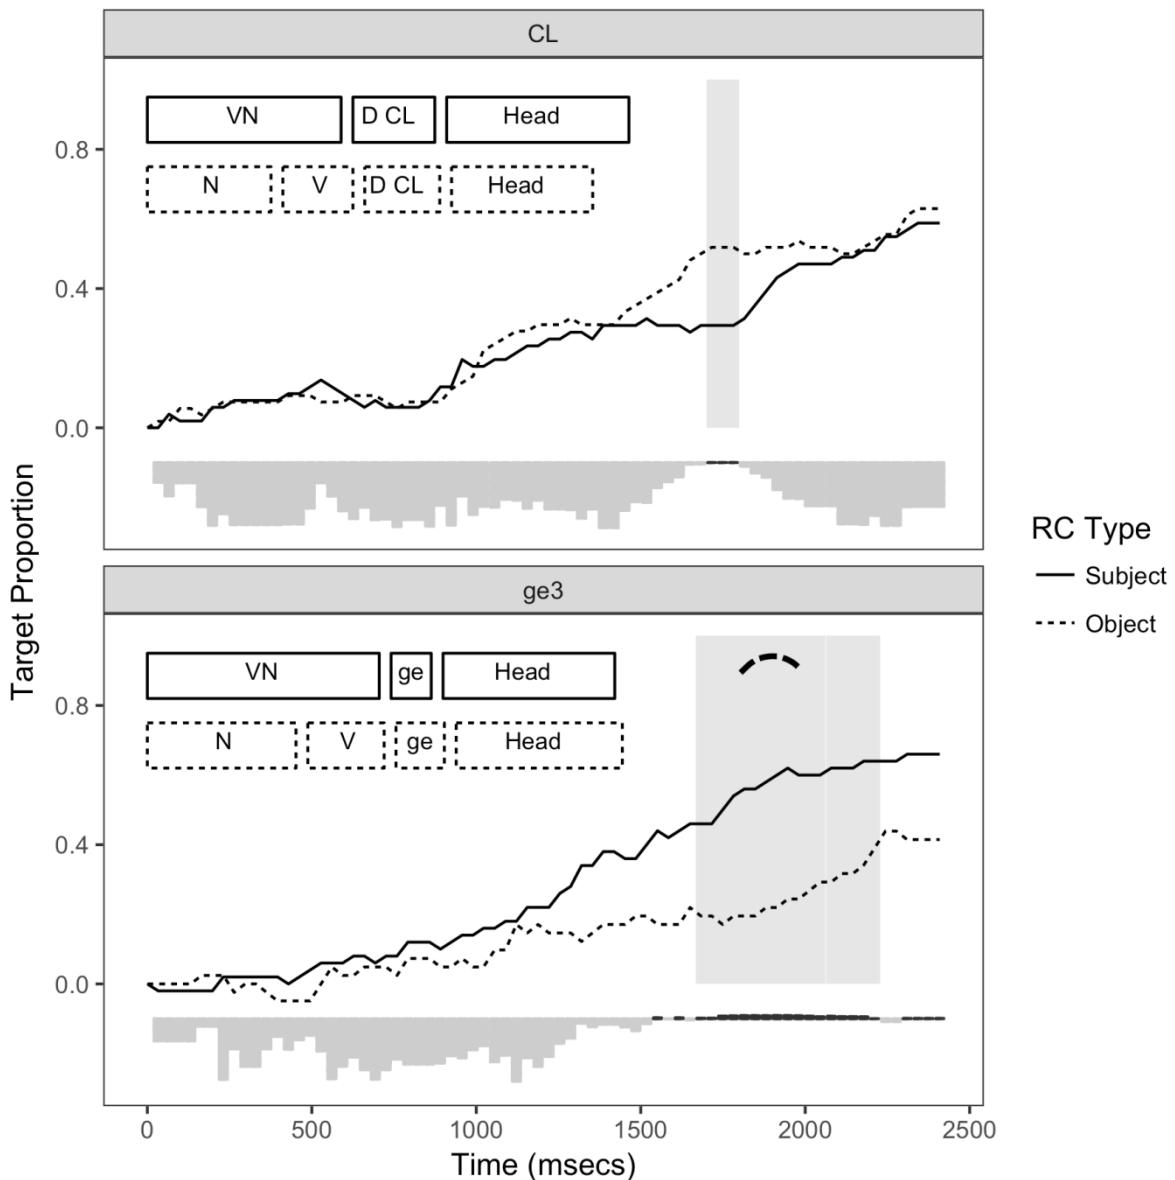 CL
VN D CL Head
N V D CL Head
0.8
0.4
0.0
ge3
VN ge Head
N V ge Head
0.8
0.4
0.0
0 500 1000 1500 2000 2500
Time (msecs)
Target Proportion
RC Type
Subject
Object